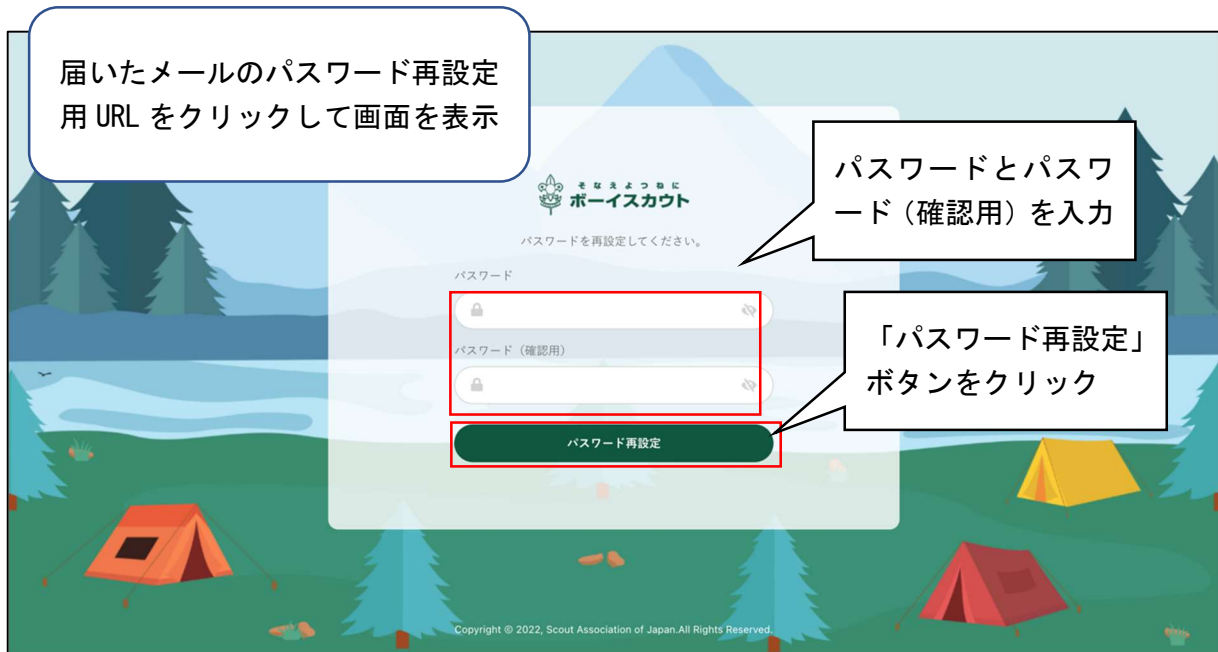 届いたメールのパスワード再設定
用 URL をクリックして画面を表示
そなえよつねに
ボーイスカウト
パスワードとパスワ
ード（確認用）を入力
パスワードを再設定してください。
パスワード
「パスワード再設定」
ボタンをクリック
パスワード（確認用）
パスワード再設定
Copyright © 2022, Scout Association of Japan.All Rights Reserved.